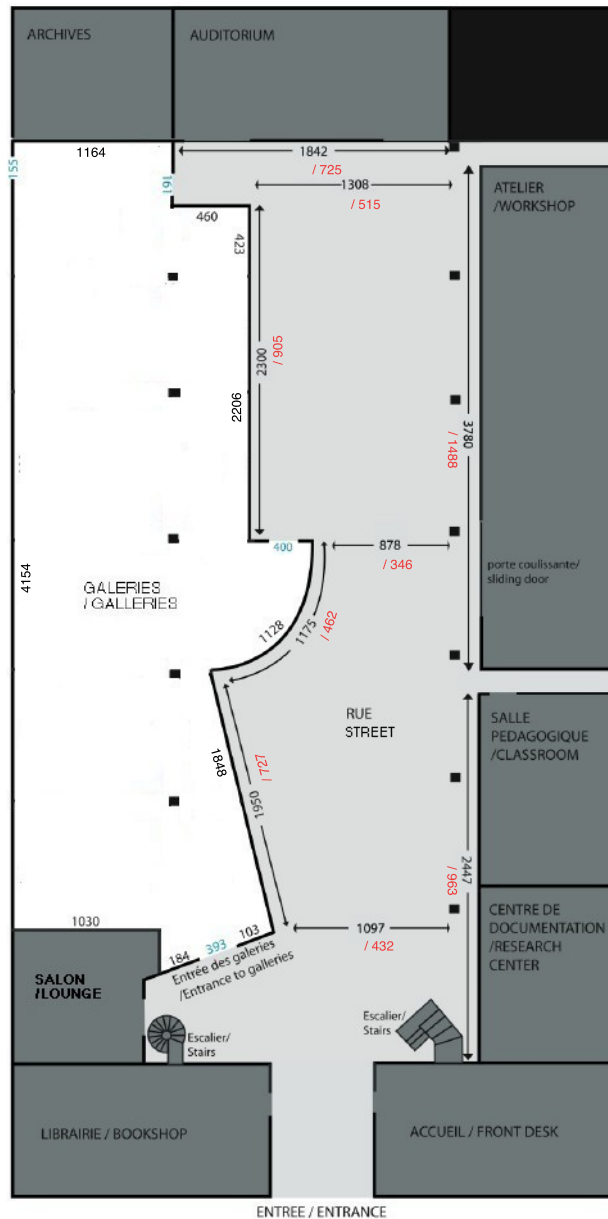 ARCHIVES
AUDITORIUM
1164
1842
/ 725
155
191
1308
/ 515
ATELIER
/WORKSHOP
460
423
2300
/ 905
2206
3780
/ 1488
400
878
/ 346
porte coulissante/
sliding door
4154
GALERIES
/ GALLERIES
1128
1175
/ 462
RUE
STREET
SALLE
PEDAGOGIQUE
/CLASSROOM
1848
1950
/727
2447
/ 963
1030
103
393
184
1097
/ 432
CENTRE DE
DOCUMENTATION
/RESEARCH
CENTER
Entrée des galeries
/Entrance to galleries
SALON
/LOUNGE
Escalier/
Stairs
Escalier/
Stairs
LIBRAIRIE / BOOKSHOP
ACCUEIL / FRONT DESK
ENTREE / ENTRANCE